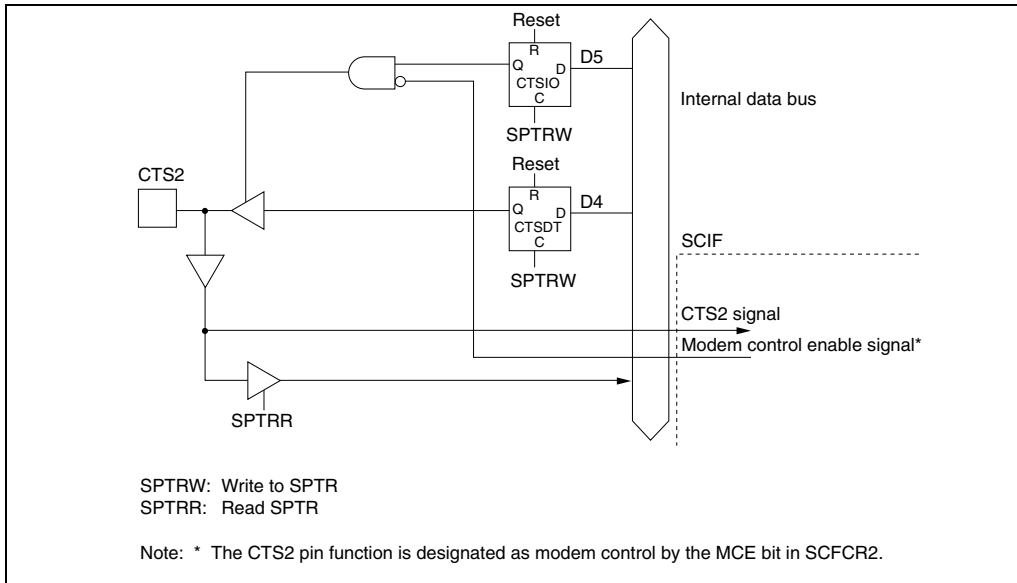 Reset
R
Q
D
D5
CTSIO
C
Internal data bus
SPTRW
Reset
CTS2
R
Q
D
D4
CTSDT
C
SCIF
SPTRW
CTS2 signal
Modem control enable signal*
SPTRR
SPTRW: Write to SPTR
SPTRR: Read SPTR
Note: * The CTS2 pin function is designated as modem control by the MCE bit in SCFCR2.